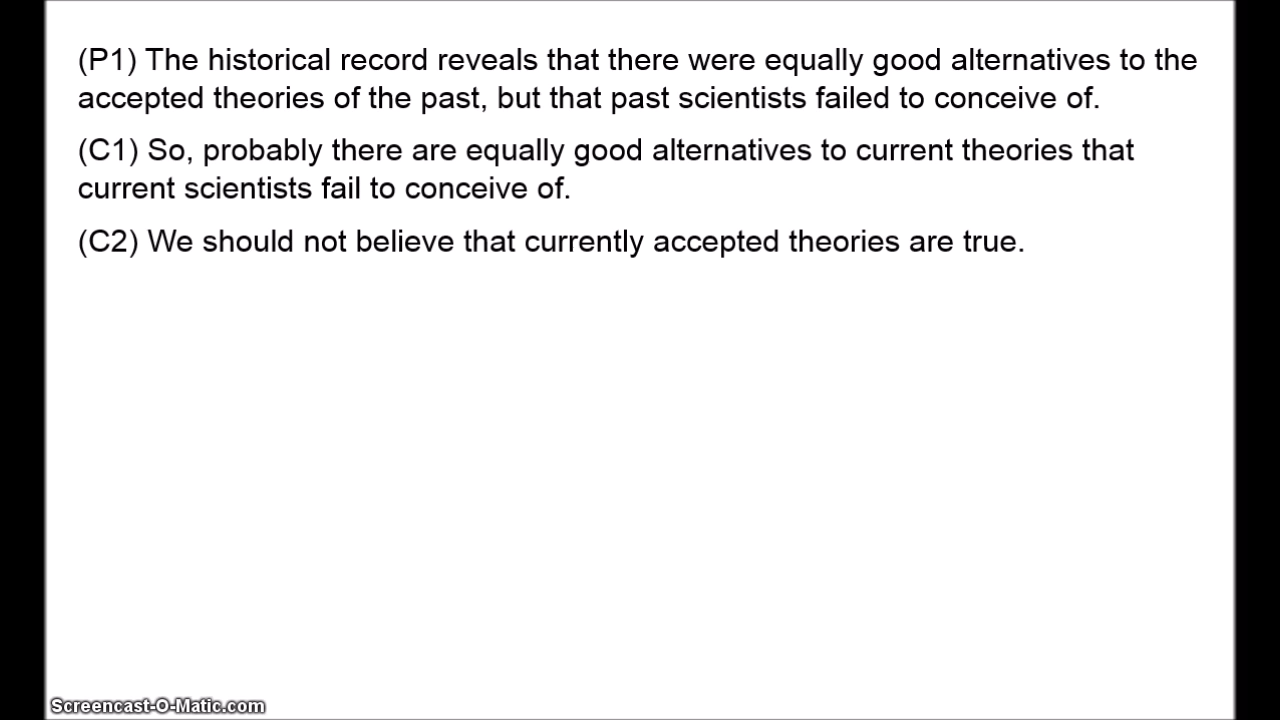 (P1) The historical record reveals that there were equally good alternatives to the
accepted theories of the past, but that past scientists failed to conceive of.
(C1) So, probably there are equally good alternatives to current theories that
current scientists fail to conceive of.
(C2) We should not believe that currently accepted theories are true.
Screencast-O-Matic.com